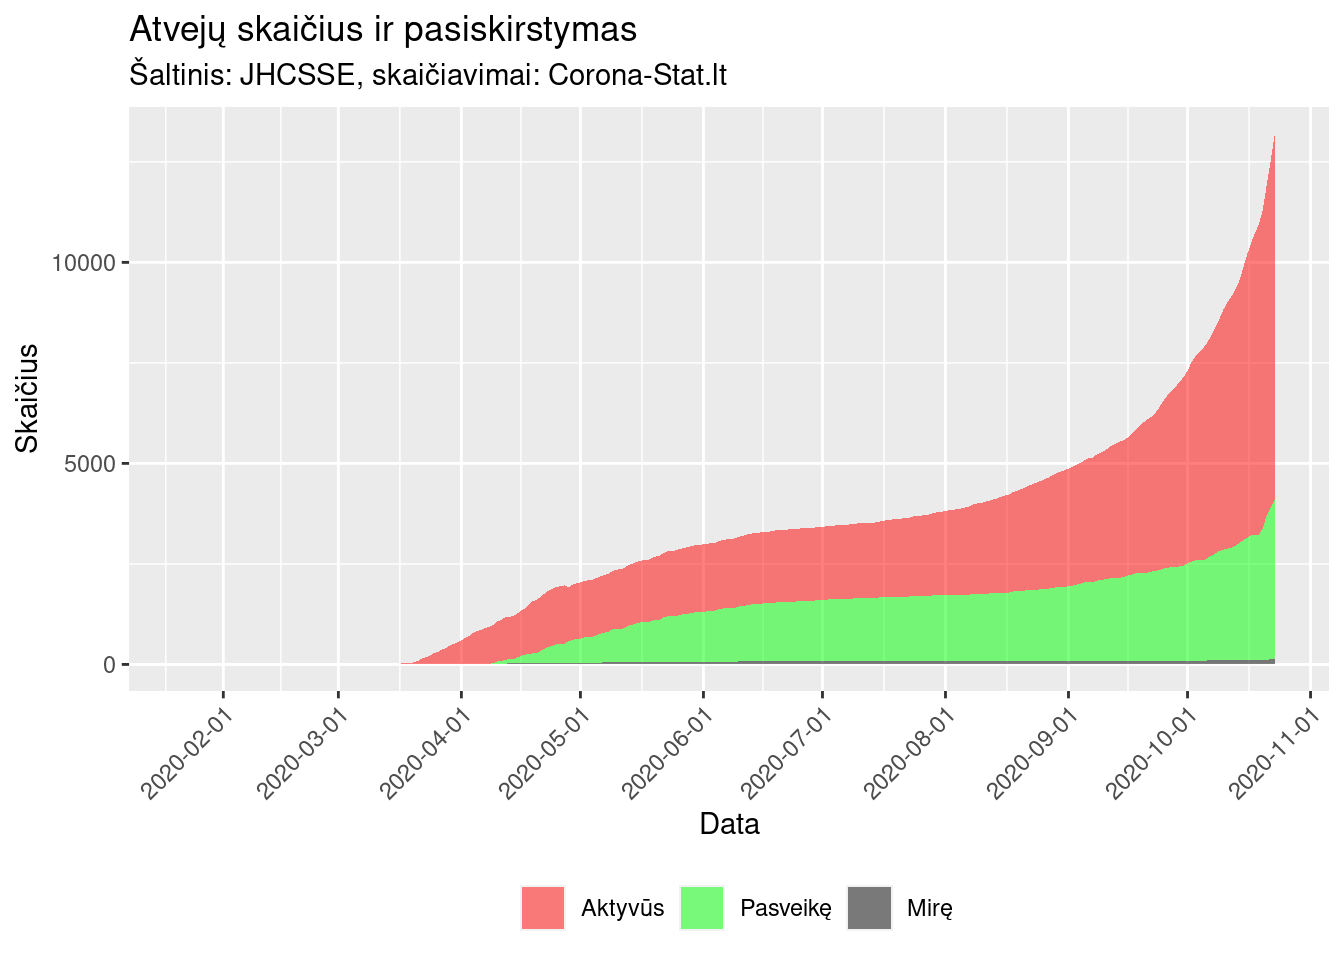 Atvejų skaičius ir pasiskirstymas
Šaltinis: JHCSSE, skaičiavimai: Corona-Stat.lt
Skaičius
10000
5000
0
2020-02-01
2020-03-01
2020-04-01
2020-05-01
2020-06-01
2020-07-01
2020-08-01
2020-09-01
2020-10-01
2020-11-01
Data
Aktyvūs
Pasveikę
Mirę